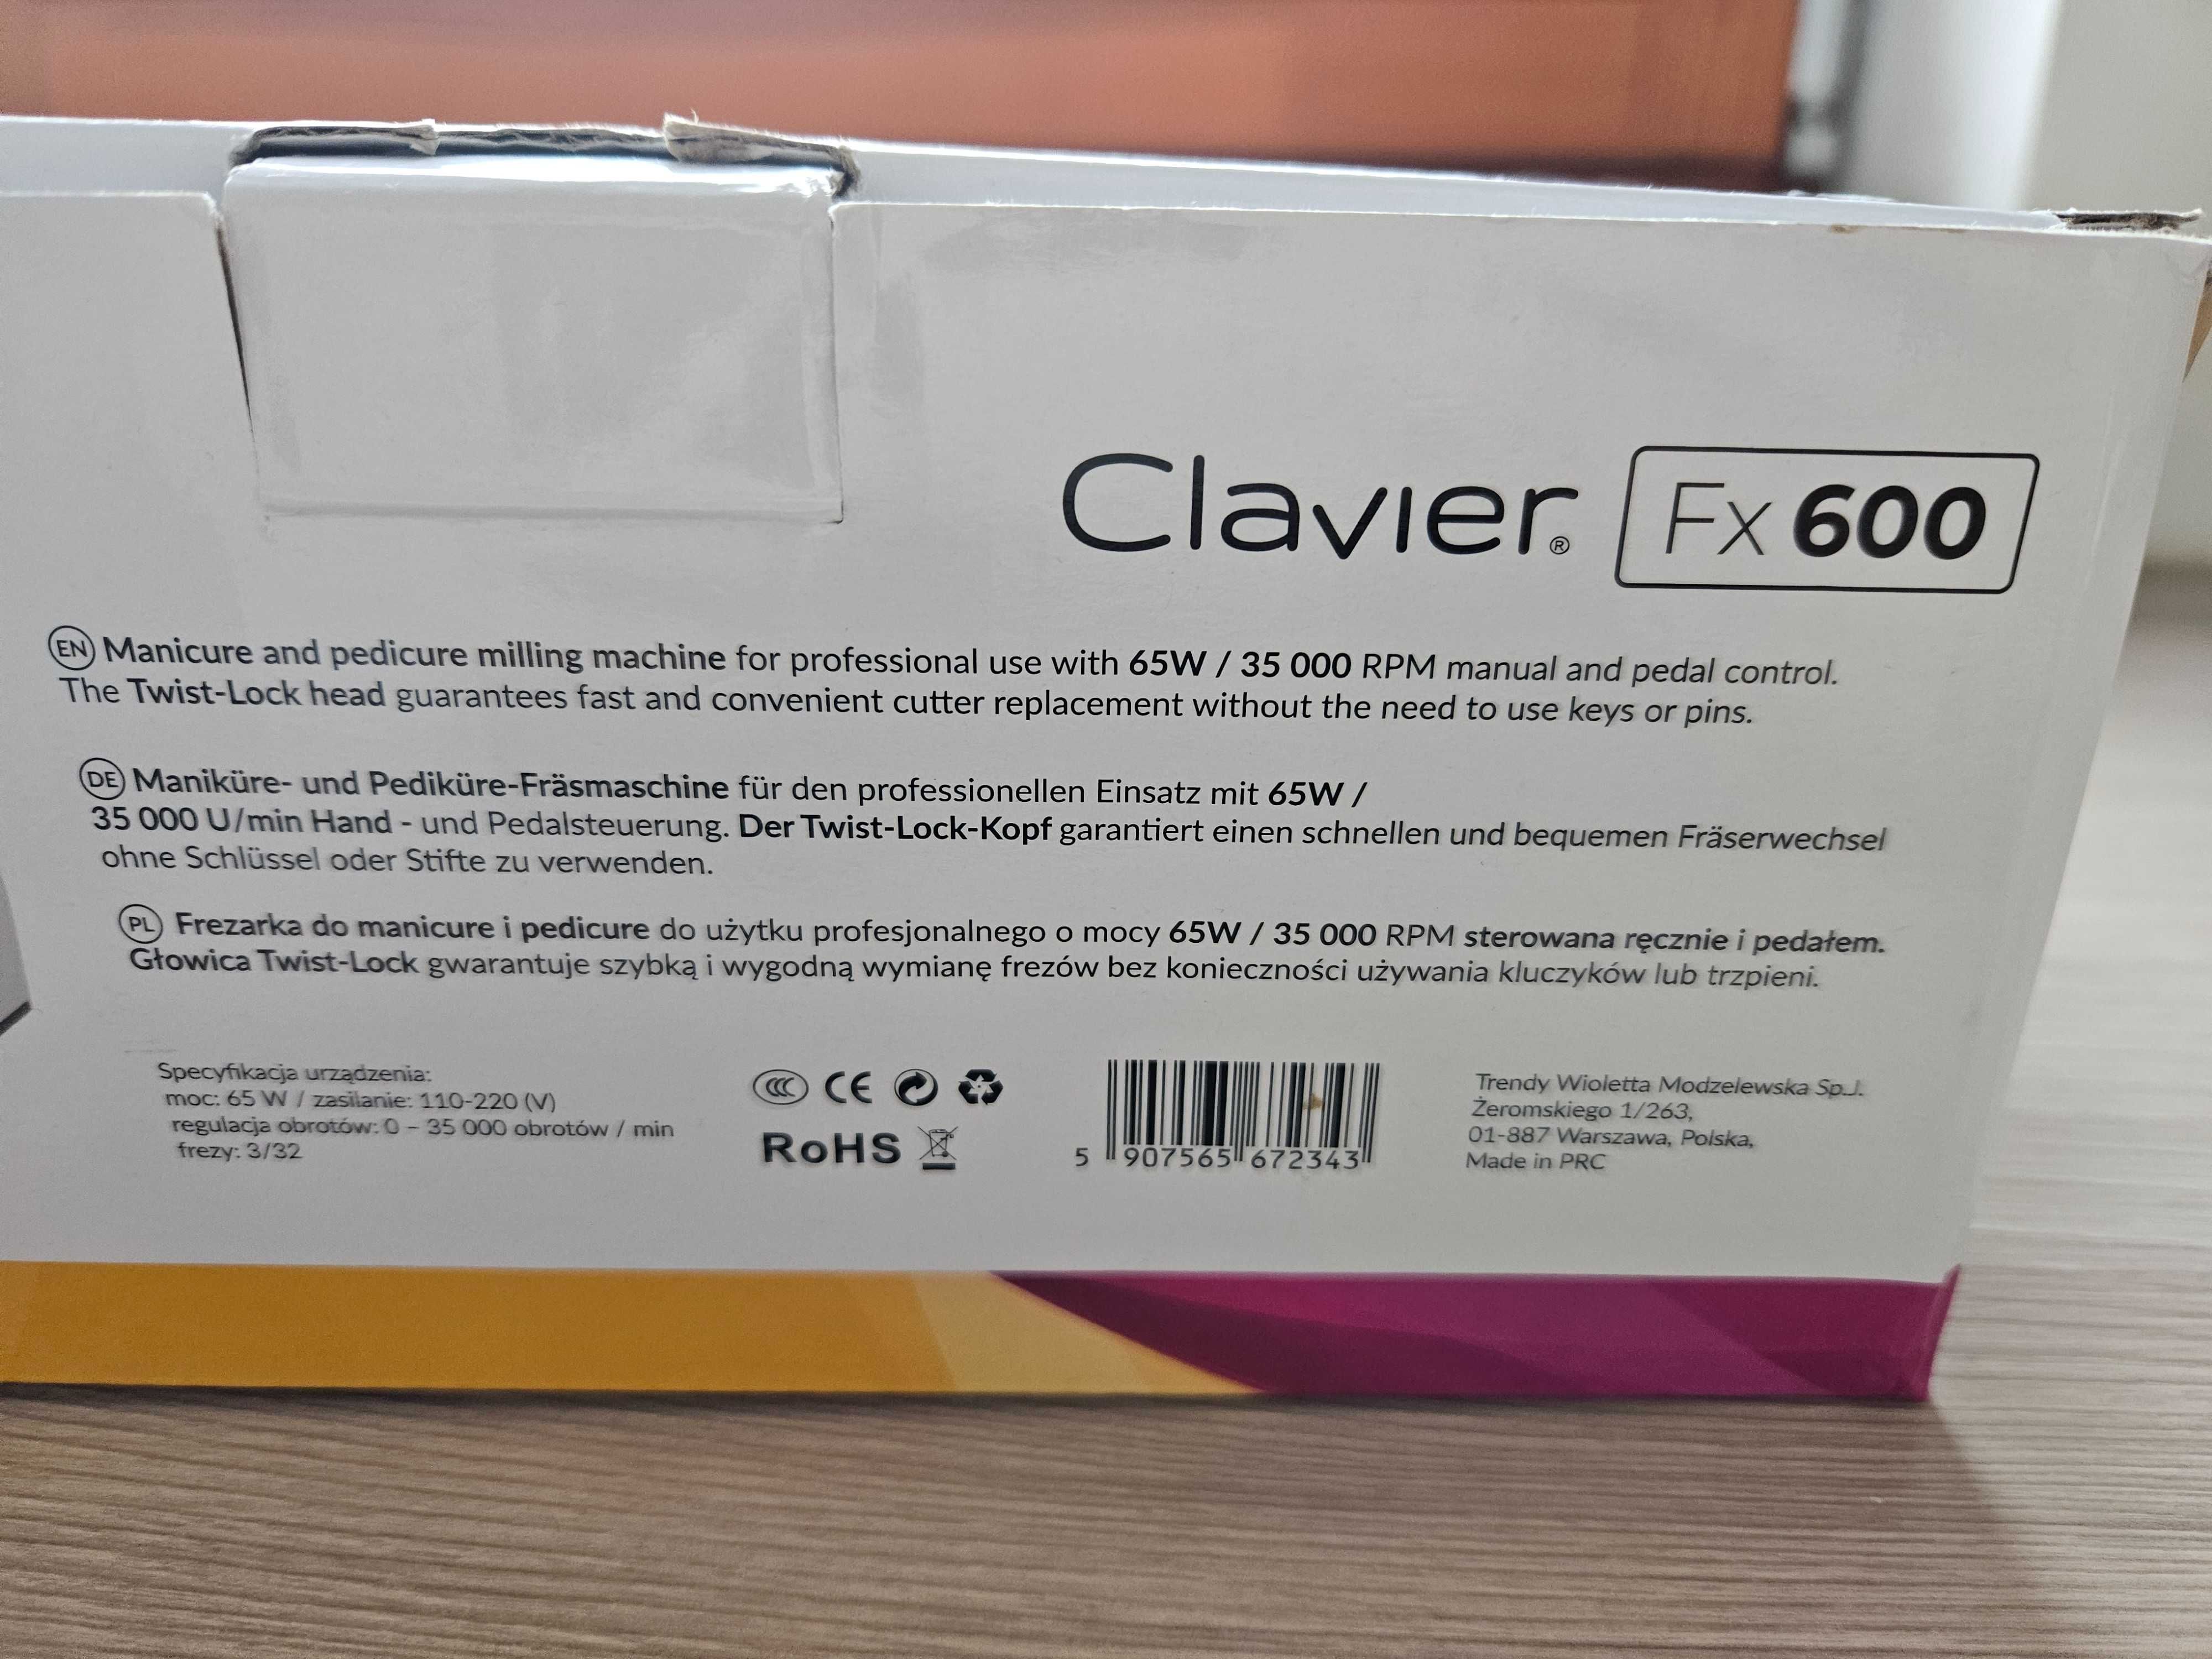 Clavier® Fx 600
EN Manicure and pedicure milling machine for professional use with 65W / 35 000 RPM manual and pedal control.
The Twist-Lock head guarantees fast and convenient cutter replacement without the need to use keys or pins.
DE Maniküre- und Pediküre-Fräsmaschine für den professionellen Einsatz mit 65W /
35 000 U/min Hand - und Pedalsteuerung. Der Twist-Lock-Kopf garantiert einen schnellen und bequemen Fräserwechsel
ohne Schlüssel oder Stifte zu verwenden.
PL Frezarka do manicure i pedicure do użytku profesjonalnego o mocy 65W / 35 000 RPM sterowana ręcznie i pedałem.
Głowica Twist-Lock gwarantuje szybką i wygodną wymianę frezów bez konieczności używania kluczyków lub trzpieni.
Specyfikacja urządzenia:
moc: 65 W / zasilanie: 110-220 (V)
regulacja obrotów: 0 – 35 000 obrotów / min
frezy: 3/32
CCC CE
RoHS
5 907565 672343
Trendy Wioletta Modzelewska Sp.J.
Żeromskiego 1/263,
01-887 Warszawa, Polska,
Made in PRC